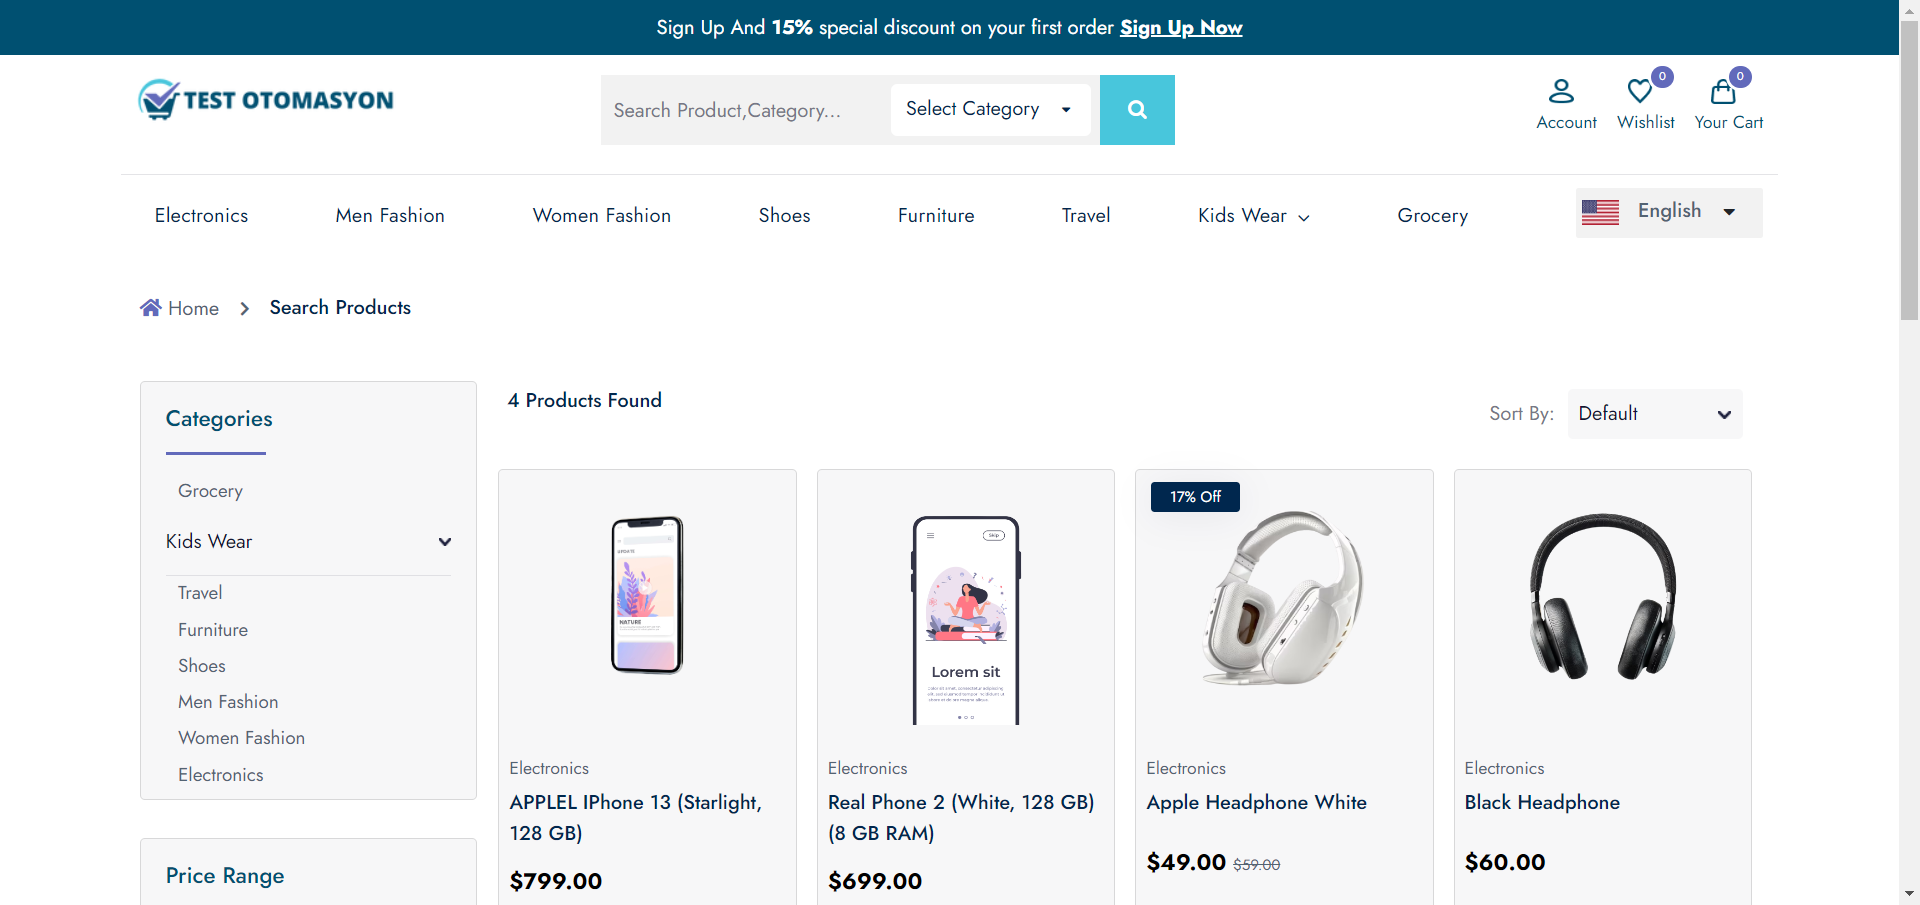 Sign Up And 15% special discount on your first order Sign Up Now
TEST OTOMASYON
Search Product,Category...
Select Category
0
0
Account
Wishlist
Your Cart
Electronics
Men Fashion
Women Fashion
Shoes
Furniture
Travel
Kids Wear
Grocery
English
Home
Search Products
Categories
Grocery
Kids Wear
Travel
Furniture
Shoes
Men Fashion
Women Fashion
Electronics
Price Range
4 Products Found
Sort By:
Default
UPDATE
NATURE
Electronics
APPLEL IPhone 13 (Starlight,
128 GB)
$799.00
Skip
Lorem sit
Electronics
Real Phone 2 (White, 128 GB)
(8 GB RAM)
$699.00
17% Off
Electronics
Apple Headphone White
$49.00 $59.00
Electronics
Black Headphone
$60.00